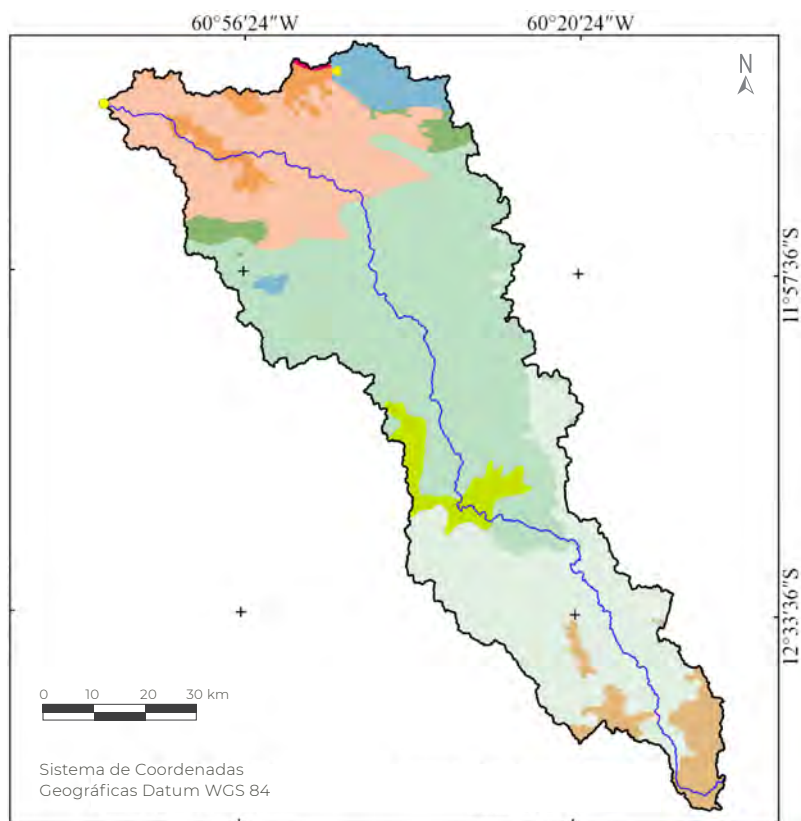 60°56'24"W
60°20'24"W
N
11°57'36"S
12°33'36"S
0 10 20 30 km
Sistema de Coordenadas
Geográficas Datum WGS 84